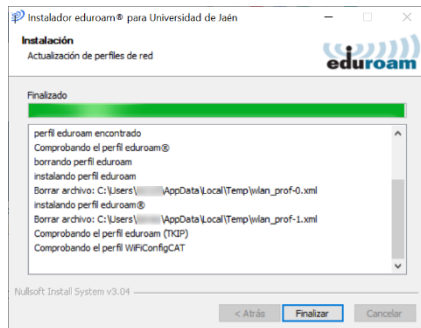 Instalador eduroam® para Universidad de Jaén
Instalación
Actualización de perfiles de red
eduroam
Finalizado
perfil eduroam encontrado
Comprobando el perfil eduroam®
borrando perfil eduroam
instalando perfil eduroam
Borrar archivo: C:\Users\ \AppData\Local\Temp\wlan_prof-0.xml
instalando perfil eduroam®
Borrar archivo: C:\Users\ \AppData\Local\Temp\wlan_prof-1.xml
Comprobando el perfil eduroam (TKIP)
Comprobando el perfil WiFiConfigCAT
Nullsoft Install System v3.04
< Atrás Finalizar Cancelar